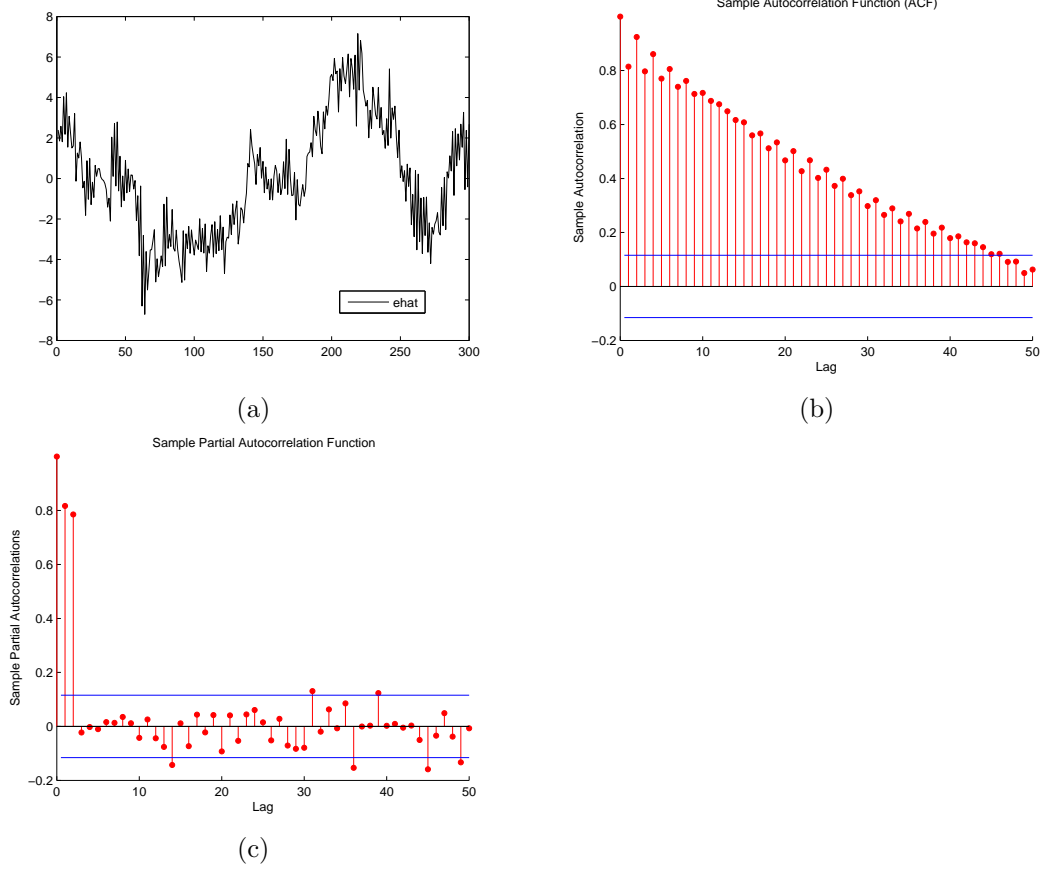 8
6
4
2
0
−2
−4
−6
−8
0 50 100 150 200 250 300
ehat
(a)
Sample Autocorrelation Function (ACF)
Sample Autocorrelation
0.8
0.6
0.4
0.2
0
−0.2
0 10 20 30 40 50
Lag
(b)
Sample Partial Autocorrelation Function
Sample Partial Autocorrelations
0.8
0.6
0.4
0.2
0
−0.2
0 10 20 30 40 50
Lag
(c)